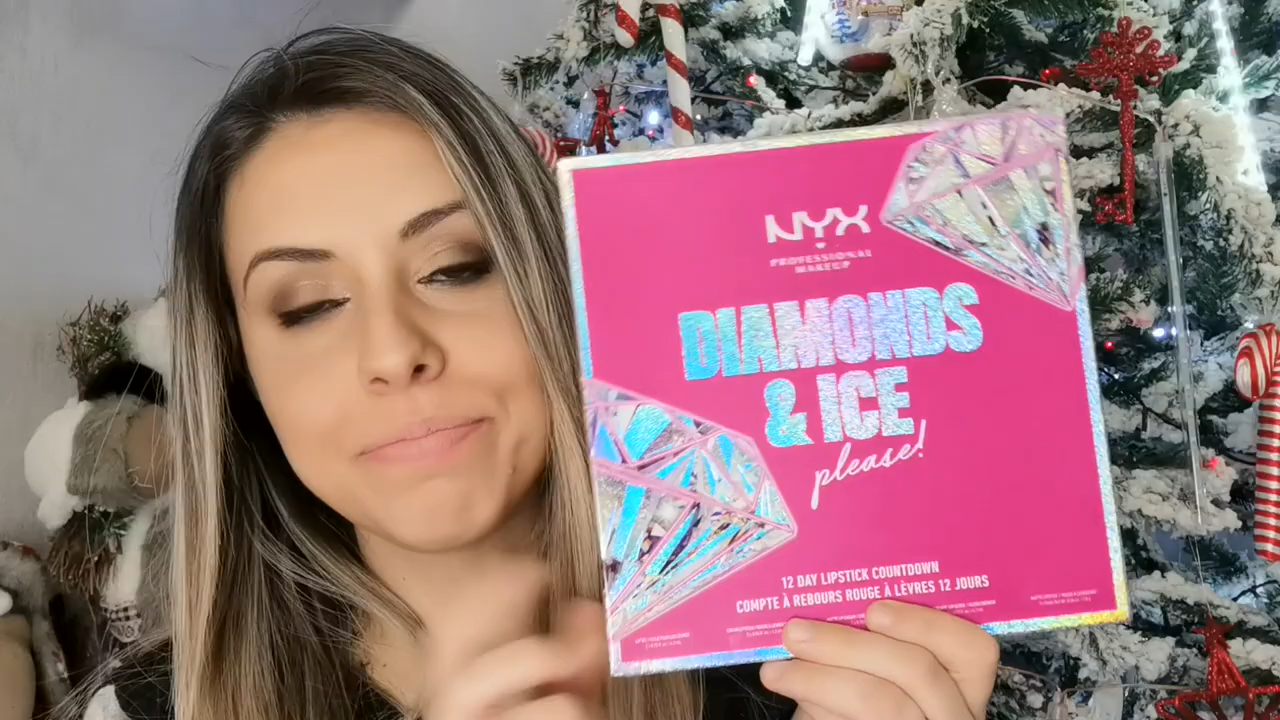 NYX
PROFESSIONAL
MAKEUP
DIAMONDS
& ICE
please!
12 DAY LIPSTICK COUNTDOWN
COMPTE À REBOURS ROUGE À LÈVRES 12 JOURS